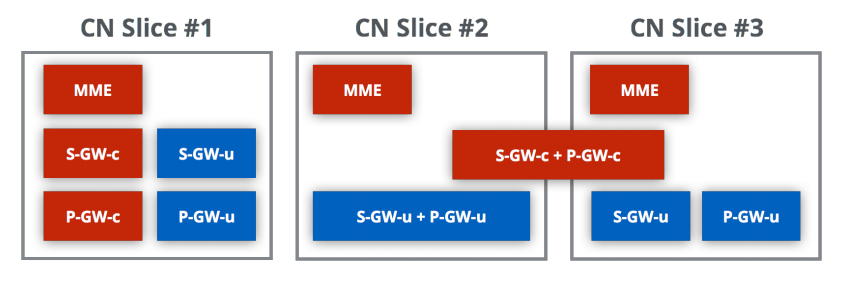 CN Slice #1
MME
S-GW-c
S-GW-u
P-GW-c
P-GW-u
CN Slice #2
MME
S-GW-c + P-GW-c
S-GW-u + P-GW-u
CN Slice #3
MME
S-GW-u
P-GW-u